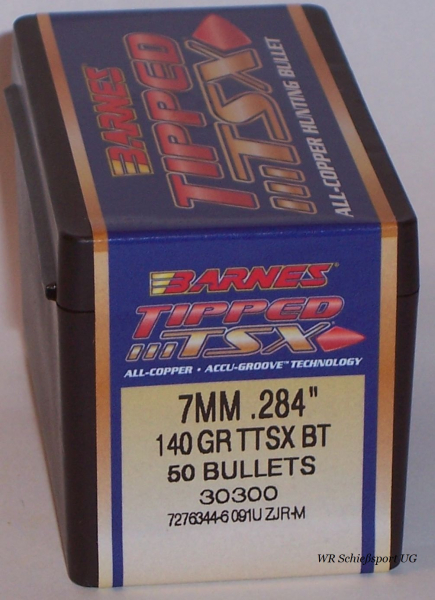 BARNES
TIPPED
TSX
ALL-COPPER HUNTING BULLET
BARNES®
TIPPED
TSX
ALL-COPPER • ACCU-GROOVE™ TECHNOLOGY
7MM .284"
140 GR TTSX BT
50 BULLETS
30300
7276344-6 091U ZJR-M
WR Schießsport UG